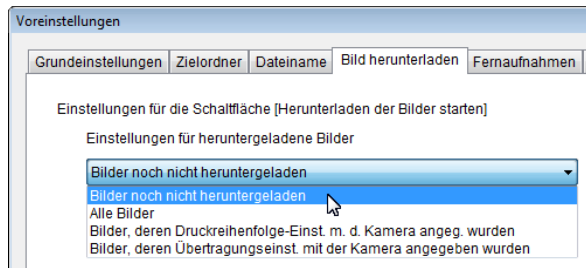 Voreinstellungen
Grundeinstellungen Zielordner Dateiname Bild herunterladen Fernaufnahmen
Einstellungen für die Schaltfläche [Herunterladen der Bilder starten]
Einstellungen für heruntergeladene Bilder
Bilder noch nicht heruntergeladen
Bilder noch nicht heruntergeladen
Alle Bilder
Bilder, deren Druckreihenfolge-Einst. m. d. Kamera angeg. wurden
Bilder, deren Übertragungseinst. mit der Kamera angegeben wurden